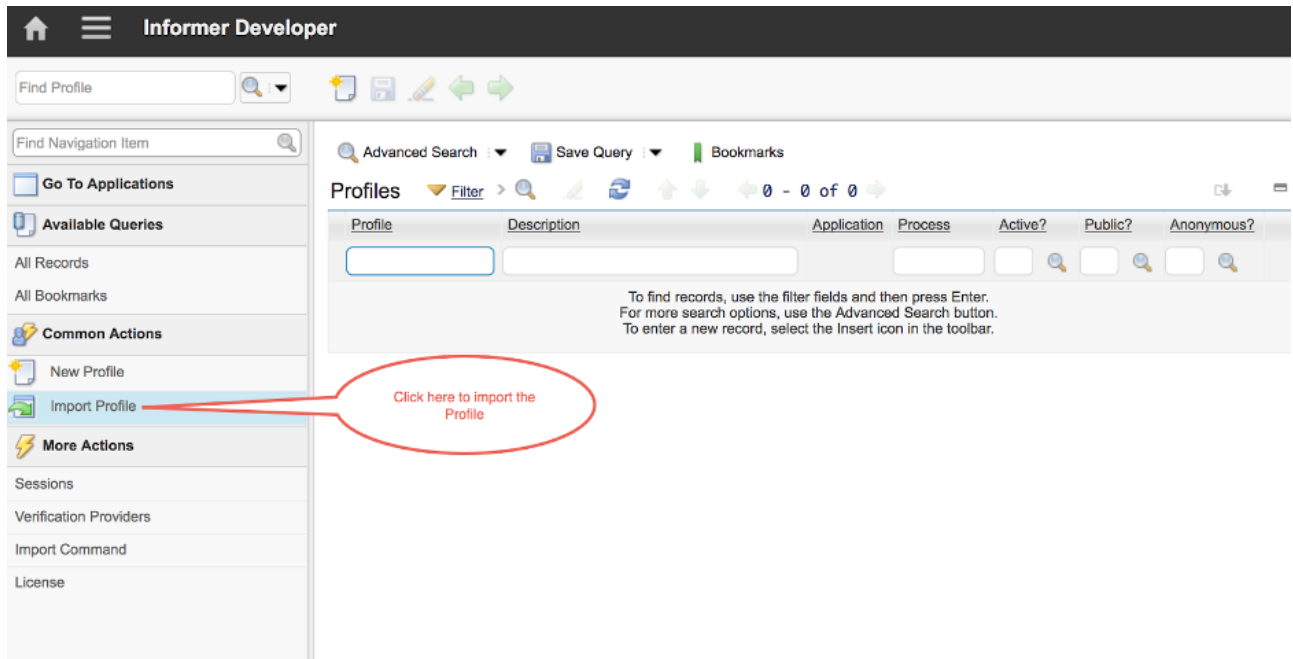 Informer Developer
Find Profile
Find Navigation Item
Go To Applications
Available Queries
All Records
All Bookmarks
Common Actions
New Profile
Import Profile
More Actions
Sessions
Verification Providers
Import Command
License
Advanced Search Save Query Bookmarks
Profiles Filter > 0 - 0 of 0
Profile Description Application Process Active? Public? Anonymous?
To find records, use the filter fields and then press Enter.
For more search options, use the Advanced Search button.
To enter a new record, select the Insert icon in the toolbar.
Click here to import the
Profile